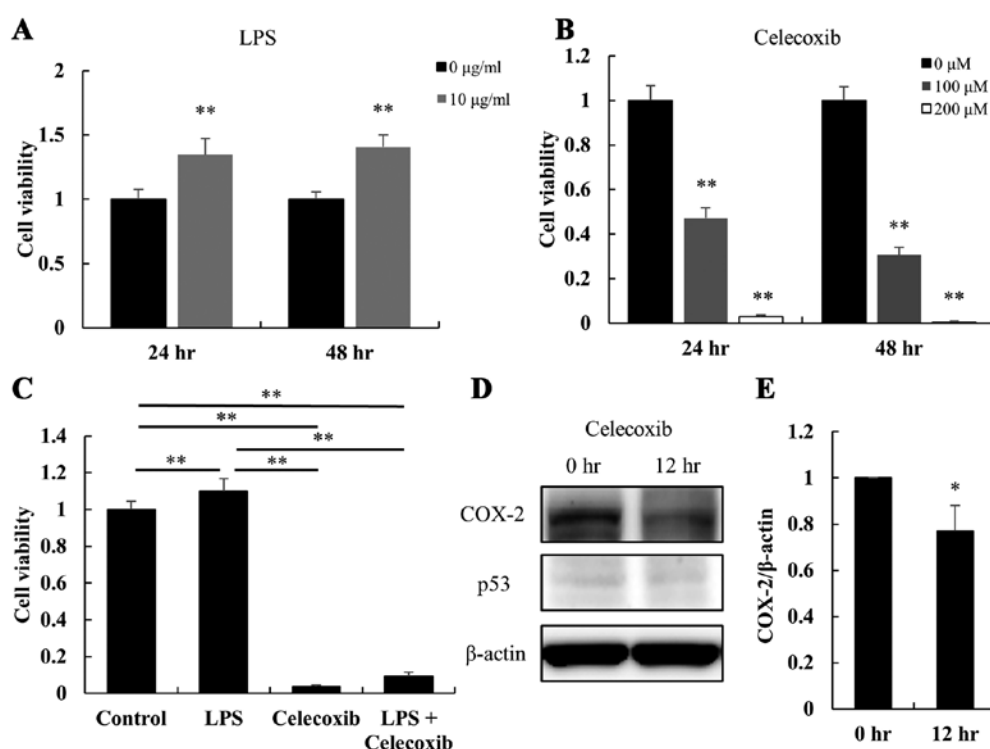 A
LPS
0 μg/ml
10 μg/ml
Cell viability
2
1.5
1
0.5
0
**
**
24 hr
48 hr
B
Celecoxib
0 μM
100 μM
200 μM
Cell viability
1.2
1
0.8
0.6
0.4
0.2
0
**
**
**
**
24 hr
48 hr
C
Cell viability
1.4
1.2
1
0.8
0.6
0.4
0.2
0
**
**
**
**
**
Control
LPS
Celecoxib
LPS +
Celecoxib
D
Celecoxib
0 hr
12 hr
COX-2
p53
β-actin
E
COX-2/β-actin
1.2
1
0.8
0.6
0.4
0.2
0
*
0 hr
12 hr